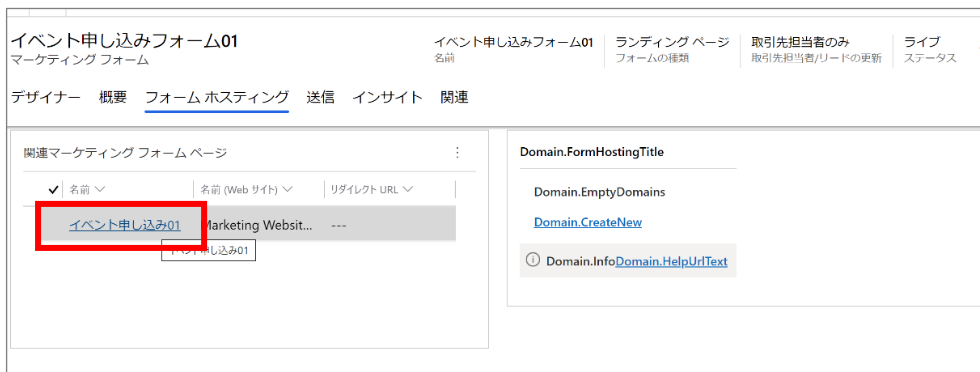 イベント申し込みフォーム01
マーケティング フォーム
イベント申し込みフォーム01
名前
ランディング ページ
フォームの種類
取引先担当者のみ
取引先担当者/リードの更新
ライブ
ステータス
デザイナー 概要 フォーム ホスティング 送信 インサイト 関連
関連マーケティング フォーム ページ
名前 名前 (Web サイト) リダイレクト URL
イベント申し込み01 Marketing Websit... ---
イベント申し込み01
Domain.FormHostingTitle
Domain.EmptyDomains
Domain.CreateNew
Domain.InfoDomain.HelpUrlText